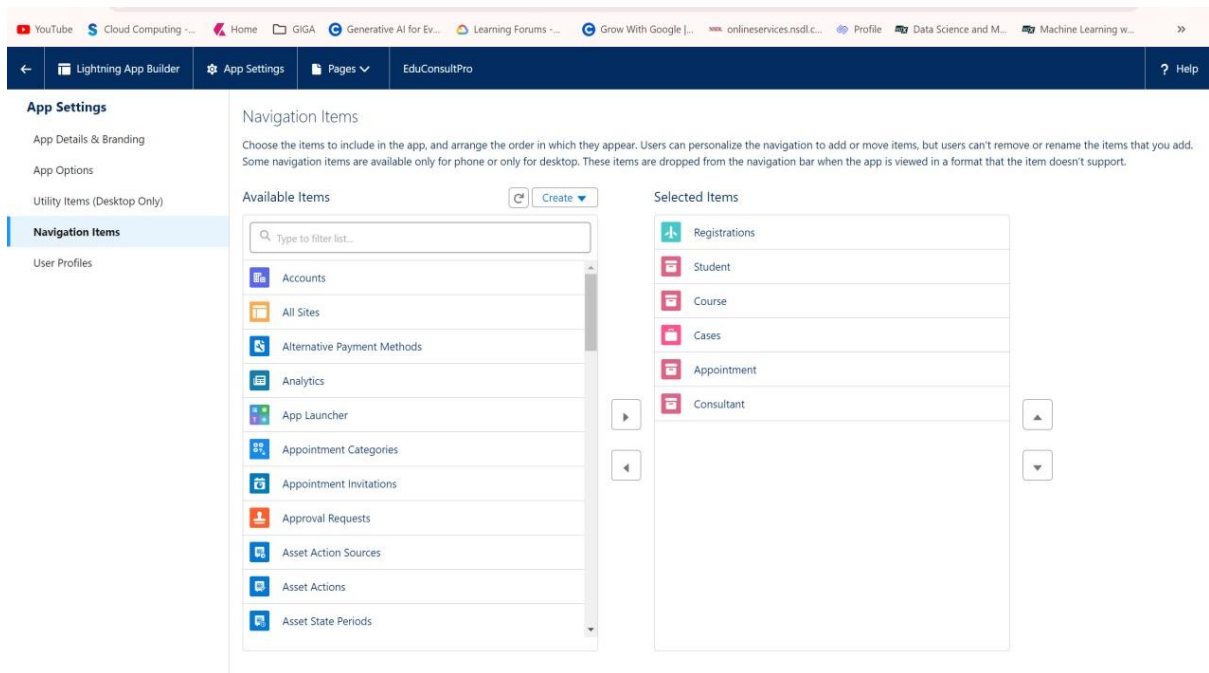 YouTube Cloud Computing -... Home GIGA Generative AI for Ev... Learning Forums -... Grow With Google |... onlineservices.nsdl.c... Profile Data Science and M... Machine Learning w... »
Lightning App Builder App Settings Pages EduConsultPro ? Help
App Settings
App Details & Branding
App Options
Utility Items (Desktop Only)
Navigation Items
User Profiles
Navigation Items
Choose the items to include in the app, and arrange the order in which they appear. Users can personalize the navigation to add or move items, but users can't remove or rename the items that you add.
Some navigation items are available only for phone or only for desktop. These items are dropped from the navigation bar when the app is viewed in a format that the item doesn't support.
Available Items
Create
Type to filter list...
Accounts
All Sites
Alternative Payment Methods
Analytics
App Launcher
Appointment Categories
Appointment Invitations
Approval Requests
Asset Action Sources
Asset Actions
Asset State Periods
Selected Items
Registrations
Student
Course
Cases
Appointment
Consultant